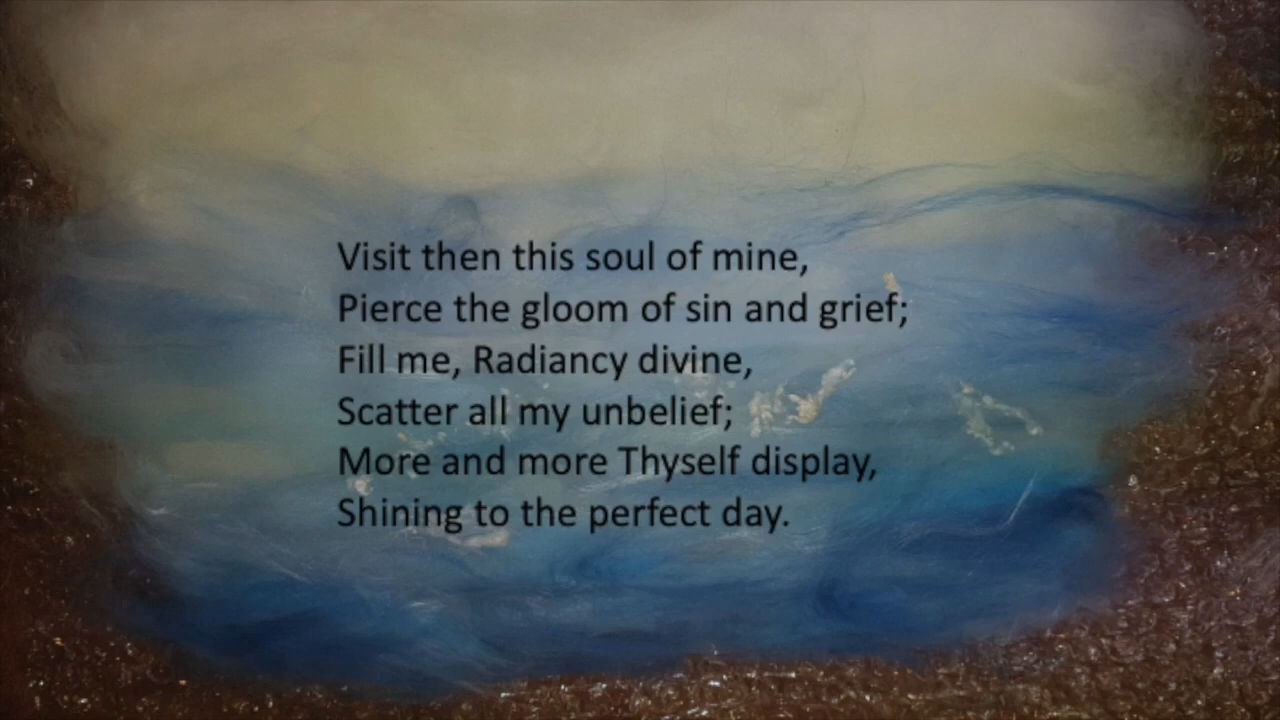 Visit then this soul of mine,
Pierce the gloom of sin and grief;
Fill me, Radiancy divine,
Scatter all my unbelief;
More and more Thyself display,
Shining to the perfect day.